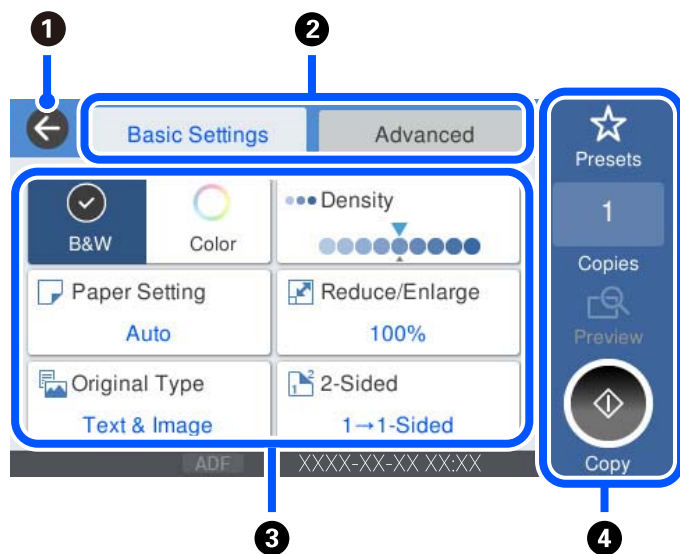 1
2
Basic Settings
Advanced
Presets
B&W
Color
Density
1
Copies
Paper Setting
Auto
Reduce/Enlarge
100%
Preview
Original Type
Text & Image
2-Sided
1→1-Sided
ADF
XXXX-XX-XX XX:XX
Copy
3
4